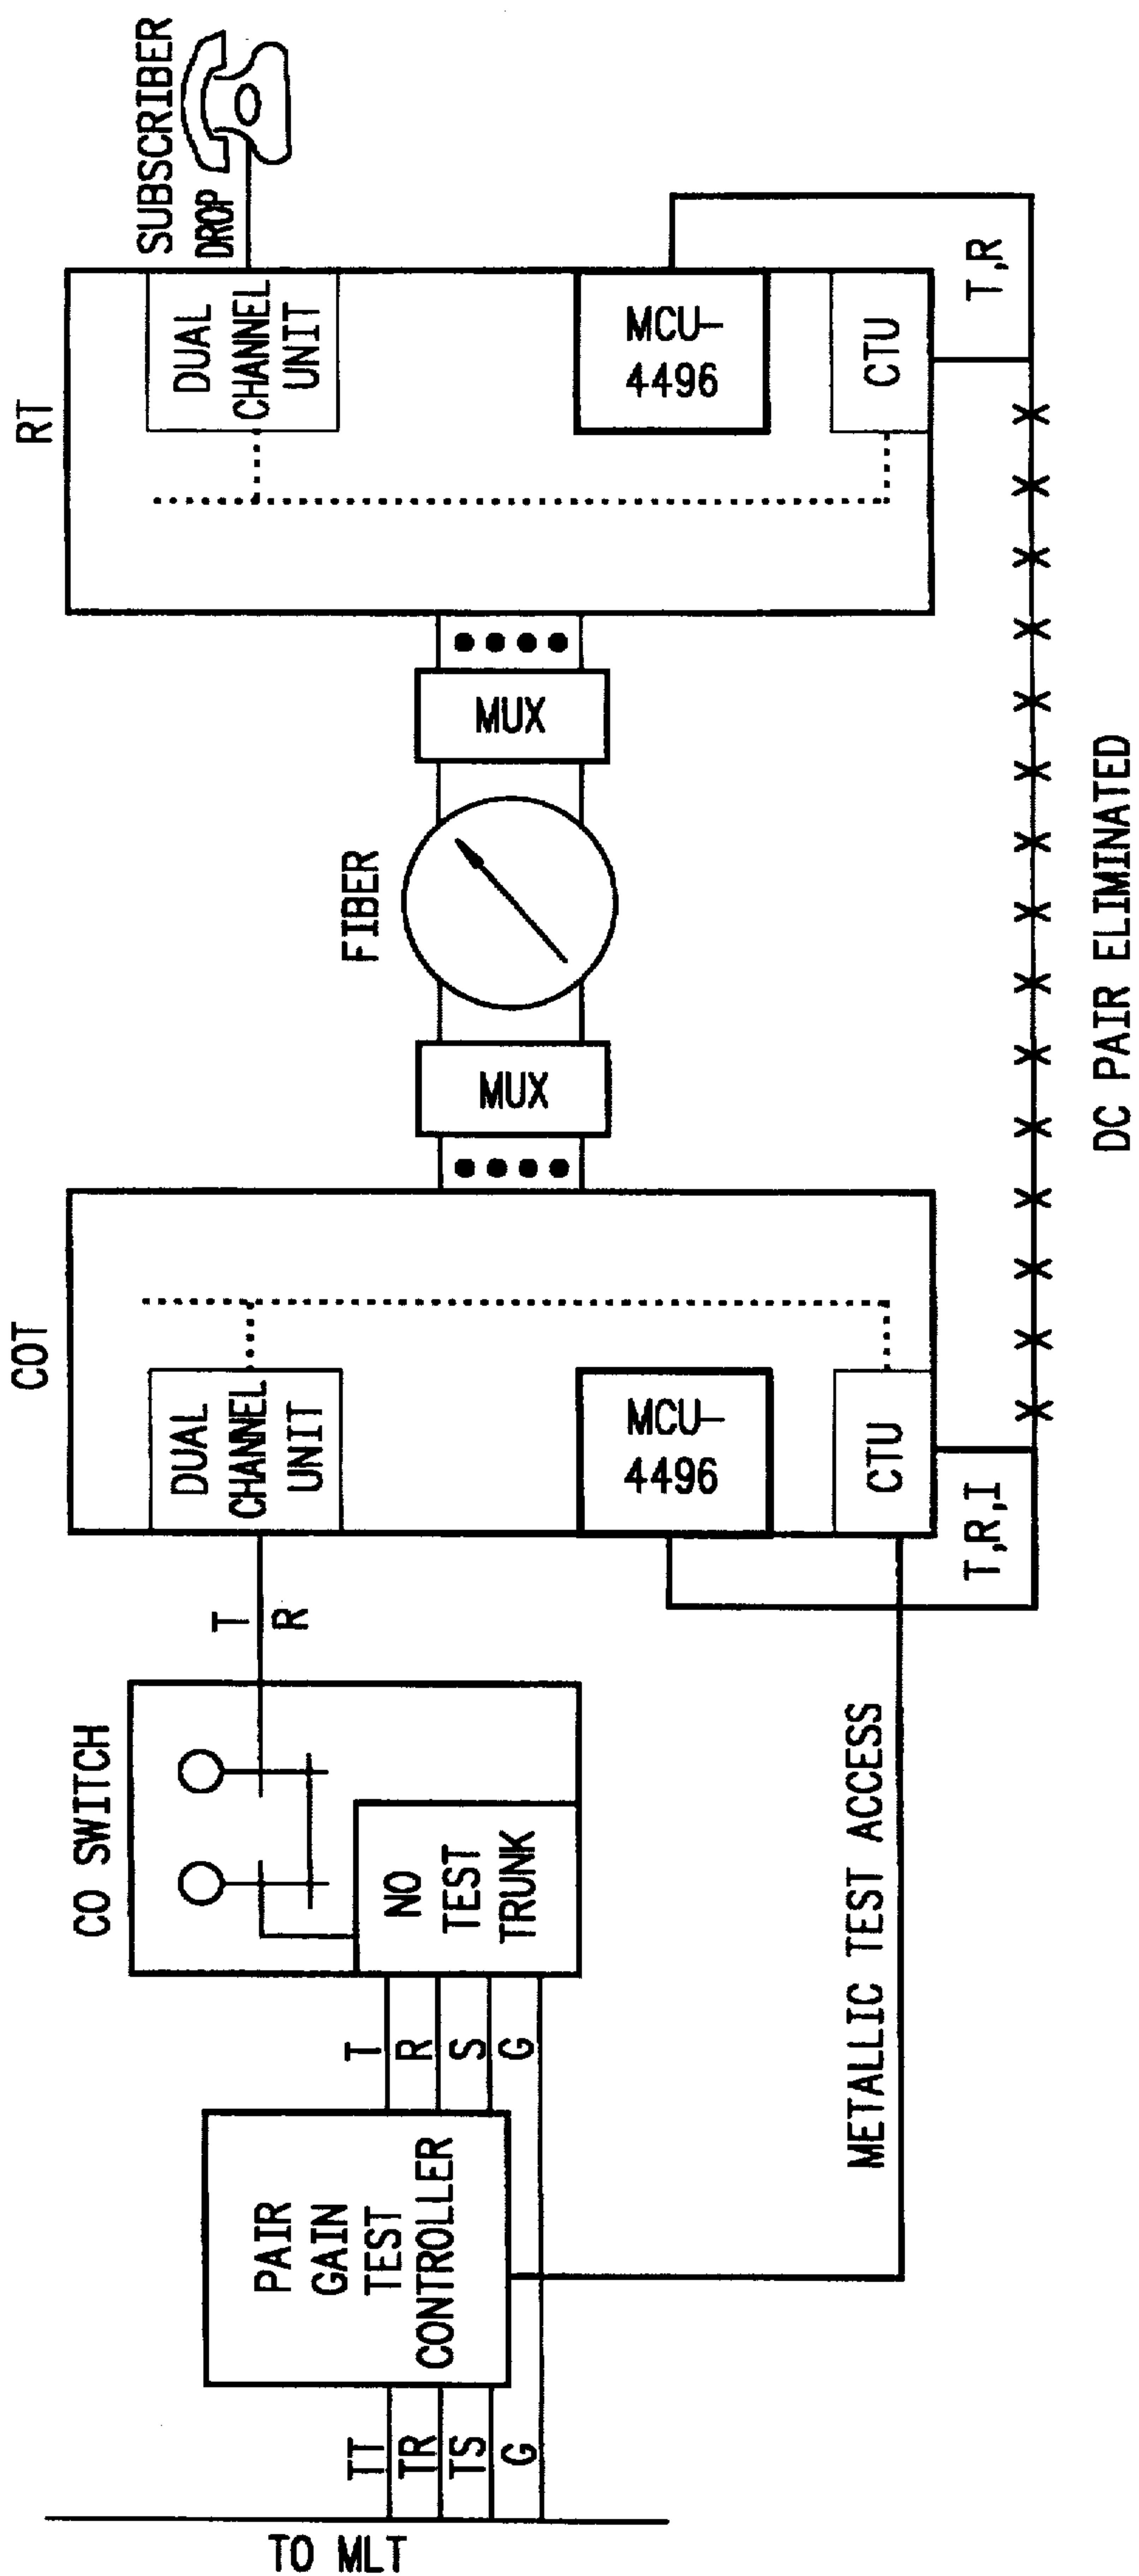 TO MLT
TT
TR
TS
G
PAIR
GAIN
TEST
CONTROLLER
T
R
S
G
CO SWITCH
NO
TEST
TRUNK
METALLIC TEST ACCESS
T
R
COT
DUAL
CHANNEL
UNIT
MCU-
4496
CTU
T,R,I
MUX
FIBER
MUX
DC PAIR ELIMINATED
RT
DUAL
CHANNEL
UNIT
MCU-
4496
CTU
T,R
SUBSCRIBER
DROP